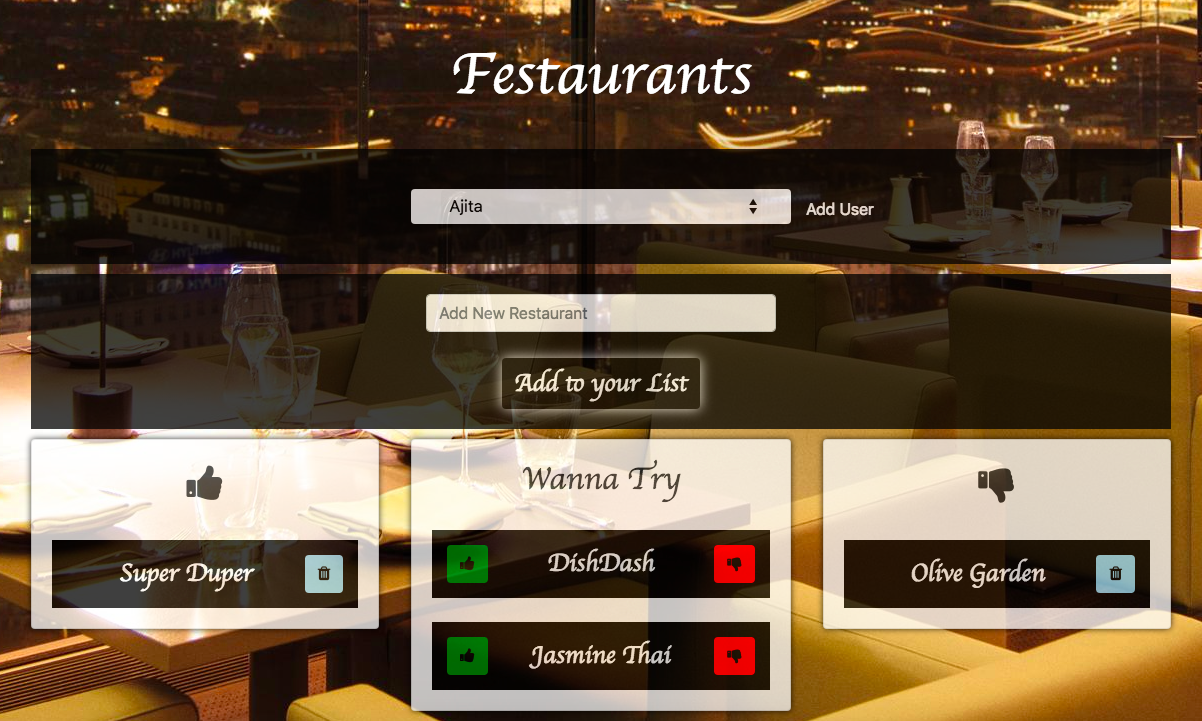 Festaurants
Ajita
Add User
Add New Restaurant
Add to your List
Wanna Try
Super Duper
DishDash
Olive Garden
Jasmine Thai